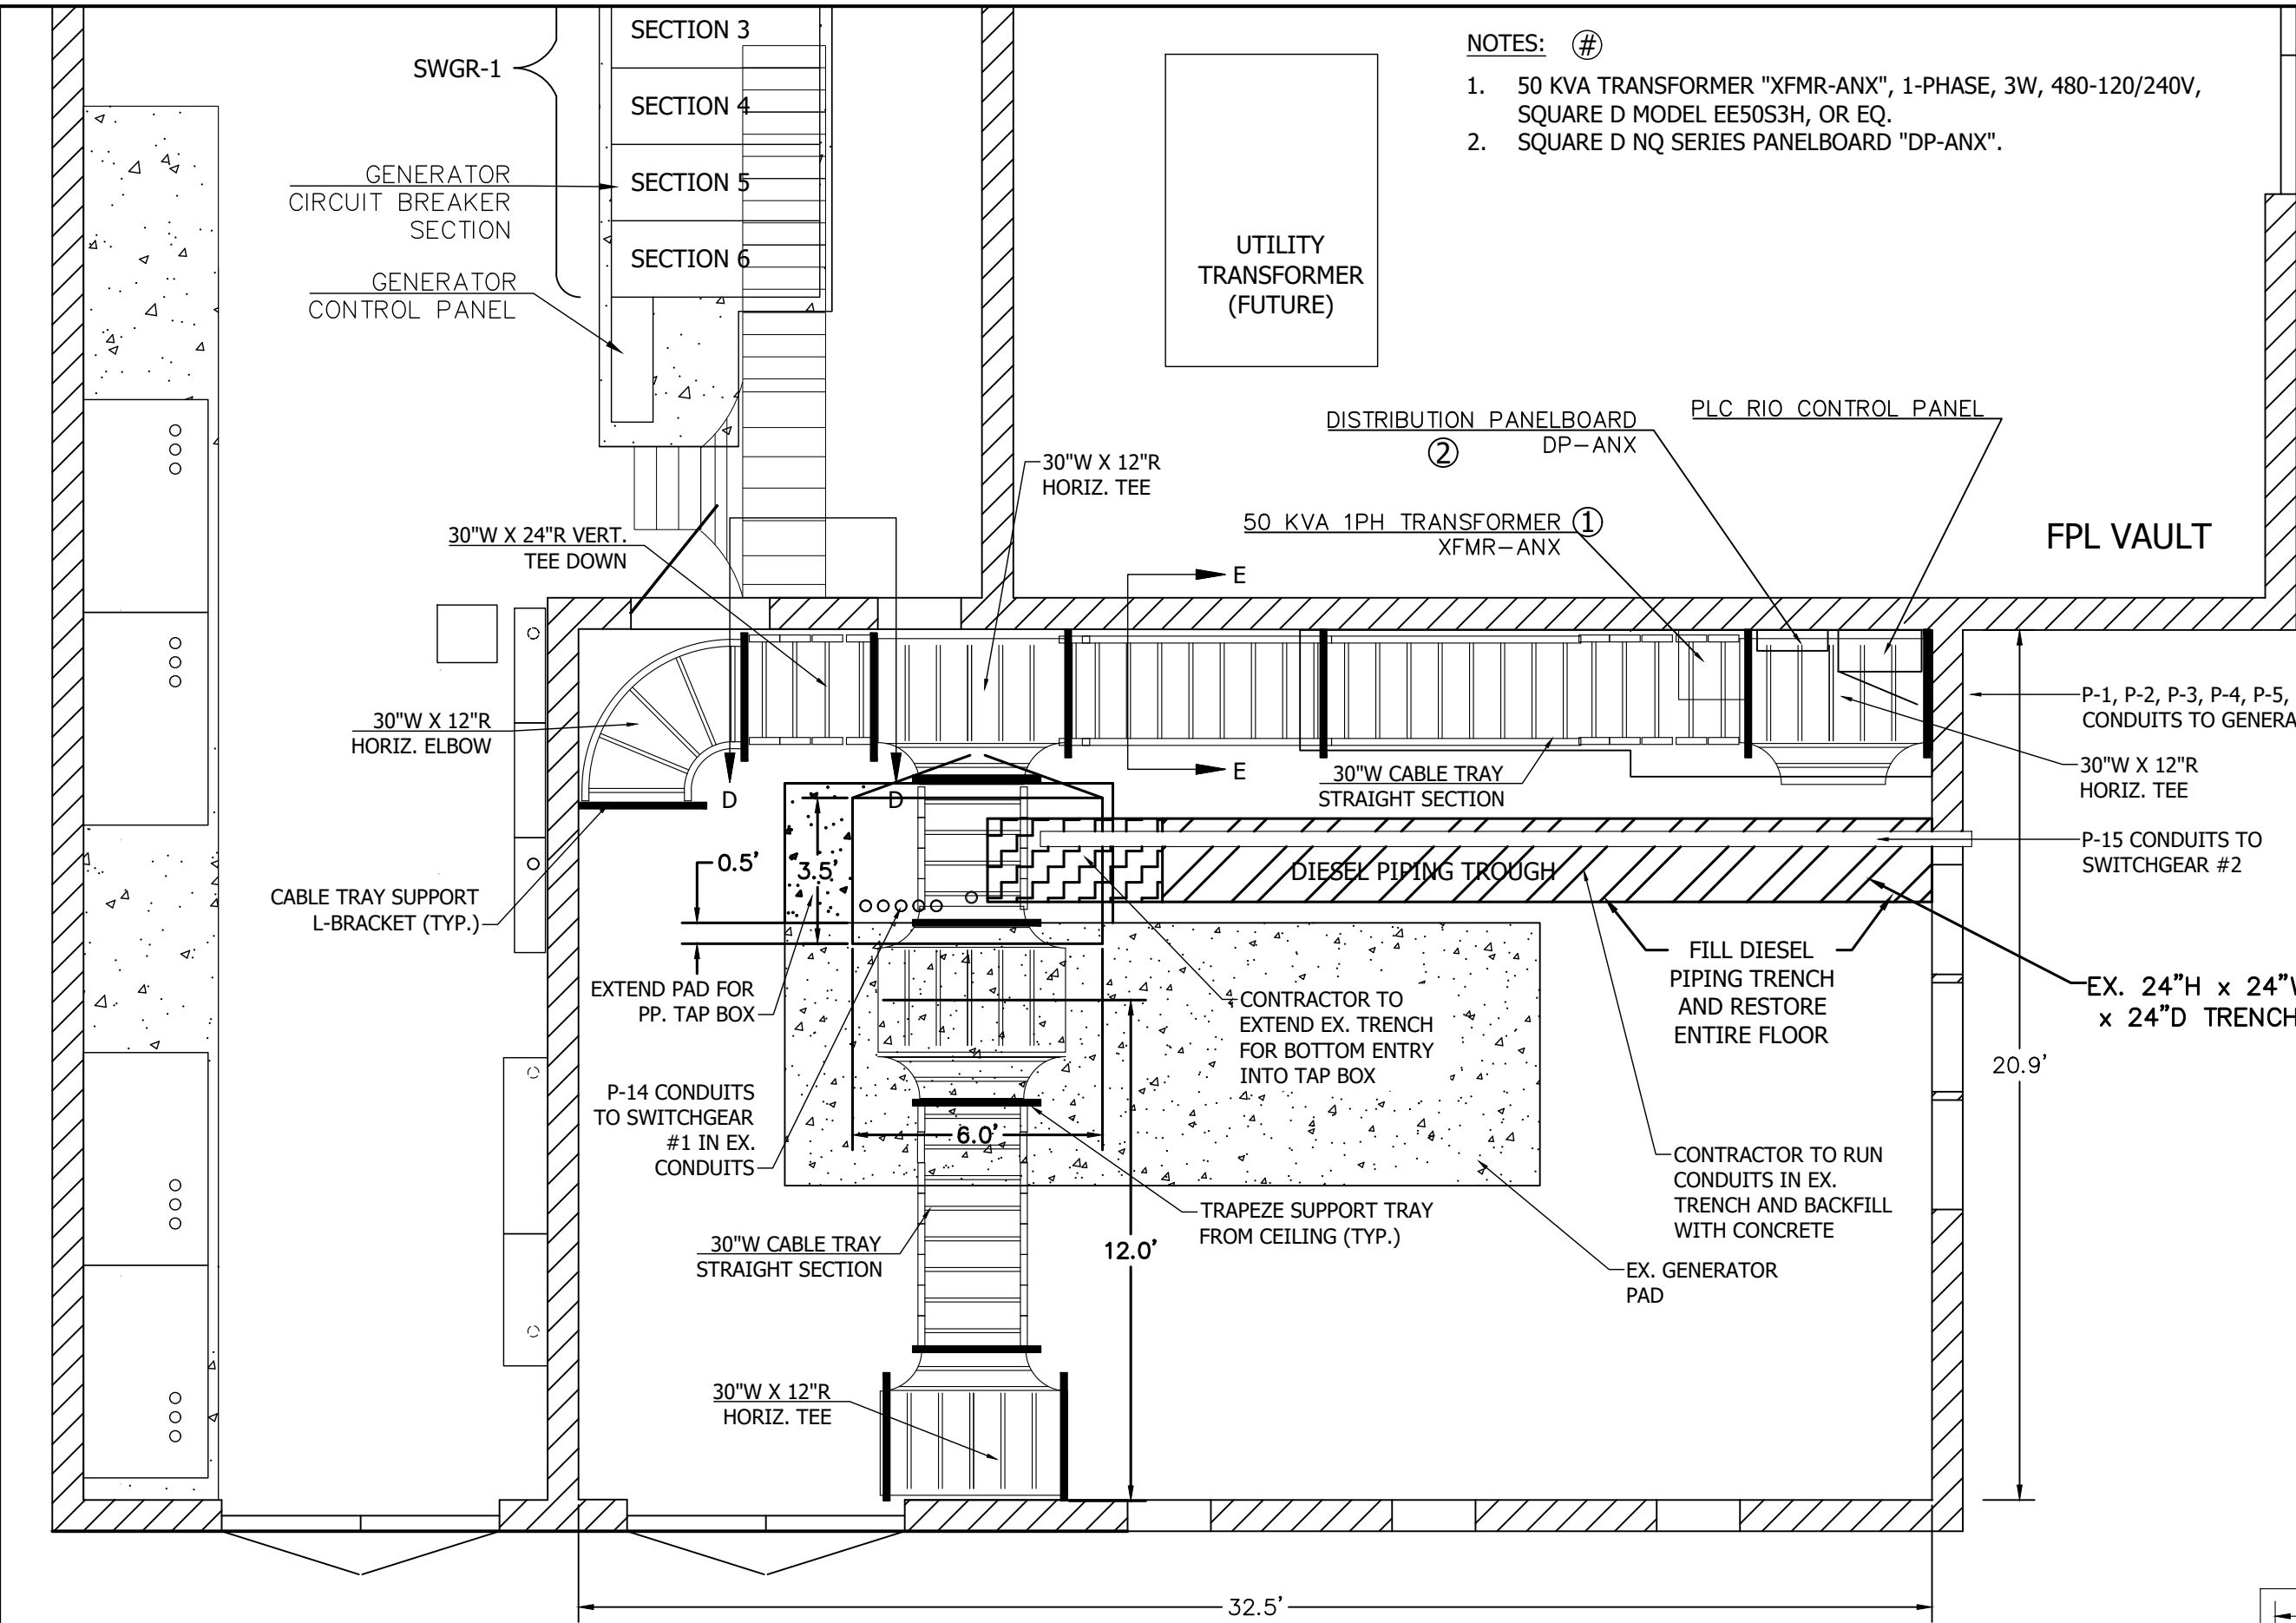 SECTION 3
SWGR-1
SECTION 4
GENERATOR
CIRCUIT BREAKER
SECTION
SECTION 5
SECTION 6
GENERATOR
CONTROL PANEL
UTILITY
TRANSFORMER
(FUTURE)
NOTES: #
1. 50 KVA TRANSFORMER "XFMR-ANX", 1-PHASE, 3W, 480-120/240V,
SQUARE D MODEL EE50S3H, OR EQ.
2. SQUARE D NQ SERIES PANELBOARD "DP-ANX".
DISTRIBUTION PANELBOARD
2 DP-ANX
PLC RIO CONTROL PANEL
30"W X 12"R
HORIZ. TEE
50 KVA 1PH TRANSFORMER 1
XFMR-ANX
FPL VAULT
30"W X 24"R VERT.
TEE DOWN
E
30"W X 12"R
HORIZ. ELBOW
P-1, P-2, P-3, P-4, P-5,
CONDUITS TO GENERA
E
D
D
30"W CABLE TRAY
STRAIGHT SECTION
30"W X 12"R
HORIZ. TEE
P-15 CONDUITS TO
SWITCHGEAR #2
0.5'
3.5'
DIESEL PIPING TROUGH
CABLE TRAY SUPPORT
L-BRACKET (TYP.)
FILL DIESEL
PIPING TRENCH
AND RESTORE
ENTIRE FLOOR
EX. 24"H x 24"W
x 24"D TRENCH
EXTEND PAD FOR
PP. TAP BOX
CONTRACTOR TO
EXTEND EX. TRENCH
FOR BOTTOM ENTRY
INTO TAP BOX
20.9'
P-14 CONDUITS
TO SWITCHGEAR
#1 IN EX.
CONDUITS
6.0'
CONTRACTOR TO RUN
CONDUITS IN EX.
TRENCH AND BACKFILL
WITH CONCRETE
TRAPEZE SUPPORT TRAY
FROM CEILING (TYP.)
30"W CABLE TRAY
STRAIGHT SECTION
12.0'
EX. GENERATOR
PAD
30"W X 12"R
HORIZ. TEE
32.5'